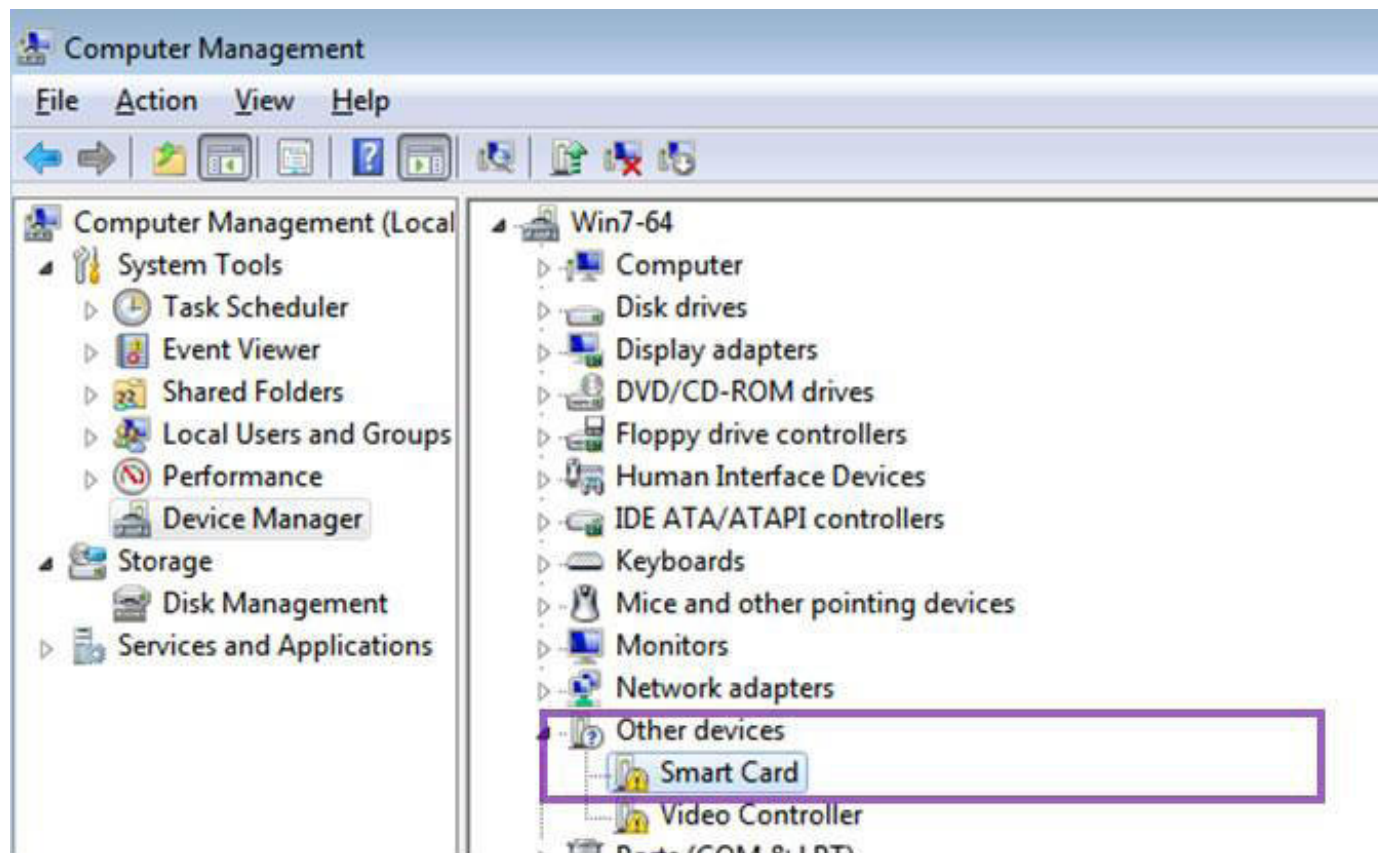 Computer Management
File Action View Help
Computer Management (Local
System Tools
Task Scheduler
Event Viewer
Shared Folders
Local Users and Groups
Performance
Device Manager
Storage
Disk Management
Services and Applications
Win7-64
Computer
Disk drives
Display adapters
DVD/CD-ROM drives
Floppy drive controllers
Human Interface Devices
IDE ATA/ATAPI controllers
Keyboards
Mice and other pointing devices
Monitors
Network adapters
Other devices
Smart Card
Video Controller
Ports (COM & LPT)